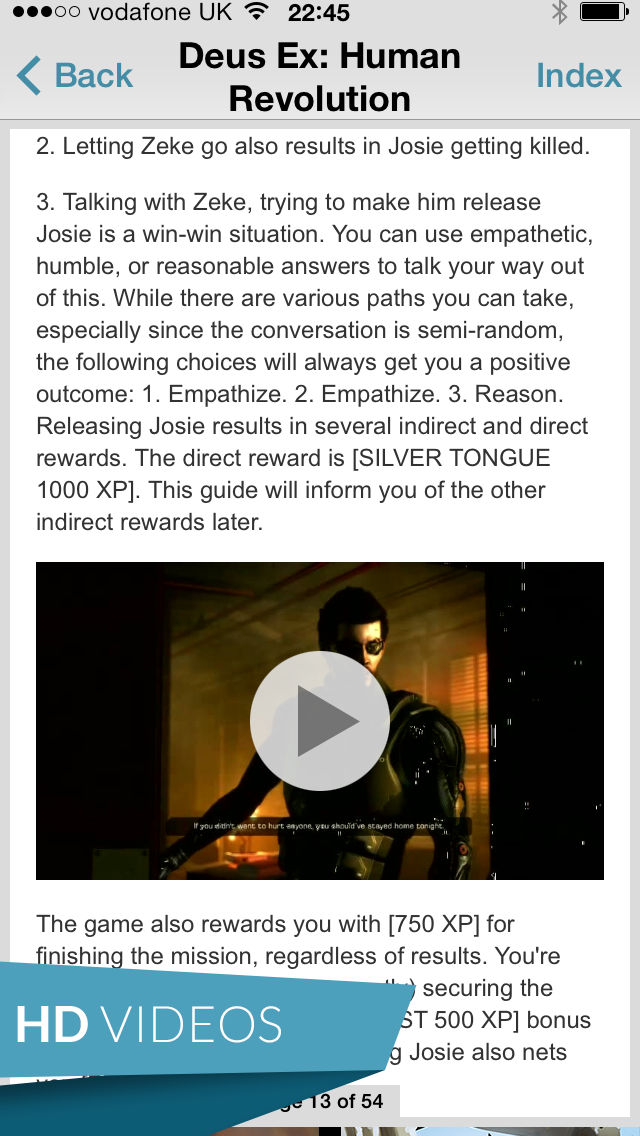 vodafone UK 22:45
Back
Deus Ex: Human
Revolution
Index
2. Letting Zeke go also results in Josie getting killed.
3. Talking with Zeke, trying to make him release
Josie is a win-win situation. You can use empathetic,
humble, or reasonable answers to talk your way out
of this. While there are various paths you can take,
especially since the conversation is semi-random,
the following choices will always get you a positive
outcome: 1. Empathize. 2. Empathize. 3. Reason.
Releasing Josie results in several indirect and direct
rewards. The direct reward is [SILVER TONGUE
1000 XP]. This guide will inform you of the other
indirect rewards later.
If you didn't want to hurt anyone, you should've stayed home tonight.
The game also rewards you with [750 XP] for
finishing the mission, regardless of results. You're
securing the
ST 500 XP] bonus
g Josie also nets
HD VIDEOS
13 of 54